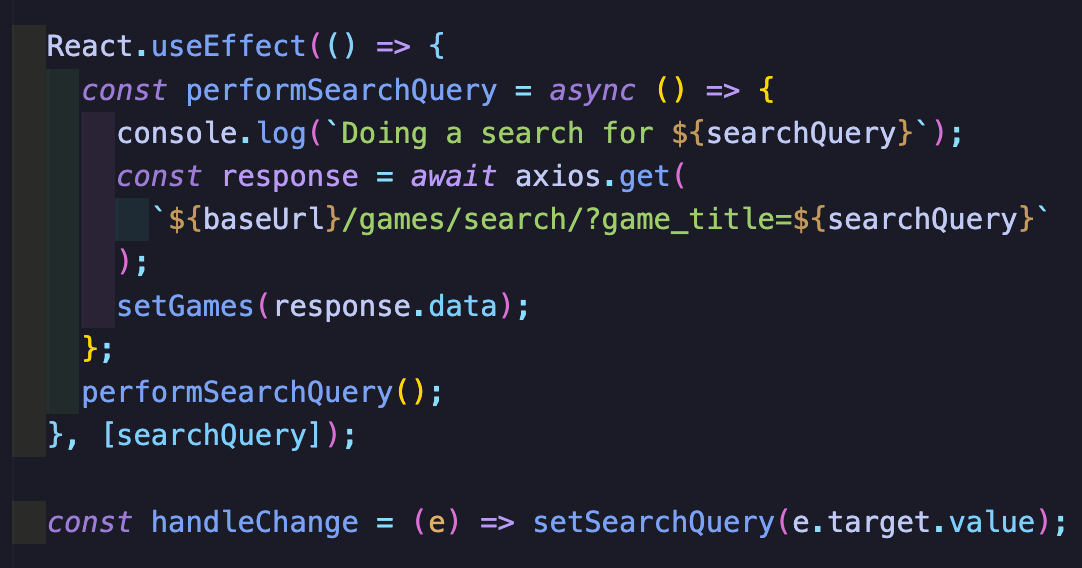 React.useEffect(() => {
const performSearchQuery = async () => {
console.log(`Doing a search for ${searchQuery}`);
const response = await axios.get(
`${baseUrl}/games/search/?game_title=${searchQuery}`
);
setGames(response.data);
};
performSearchQuery();
}, [searchQuery]);
const handleChange = (e) => setSearchQuery(e.target.value);